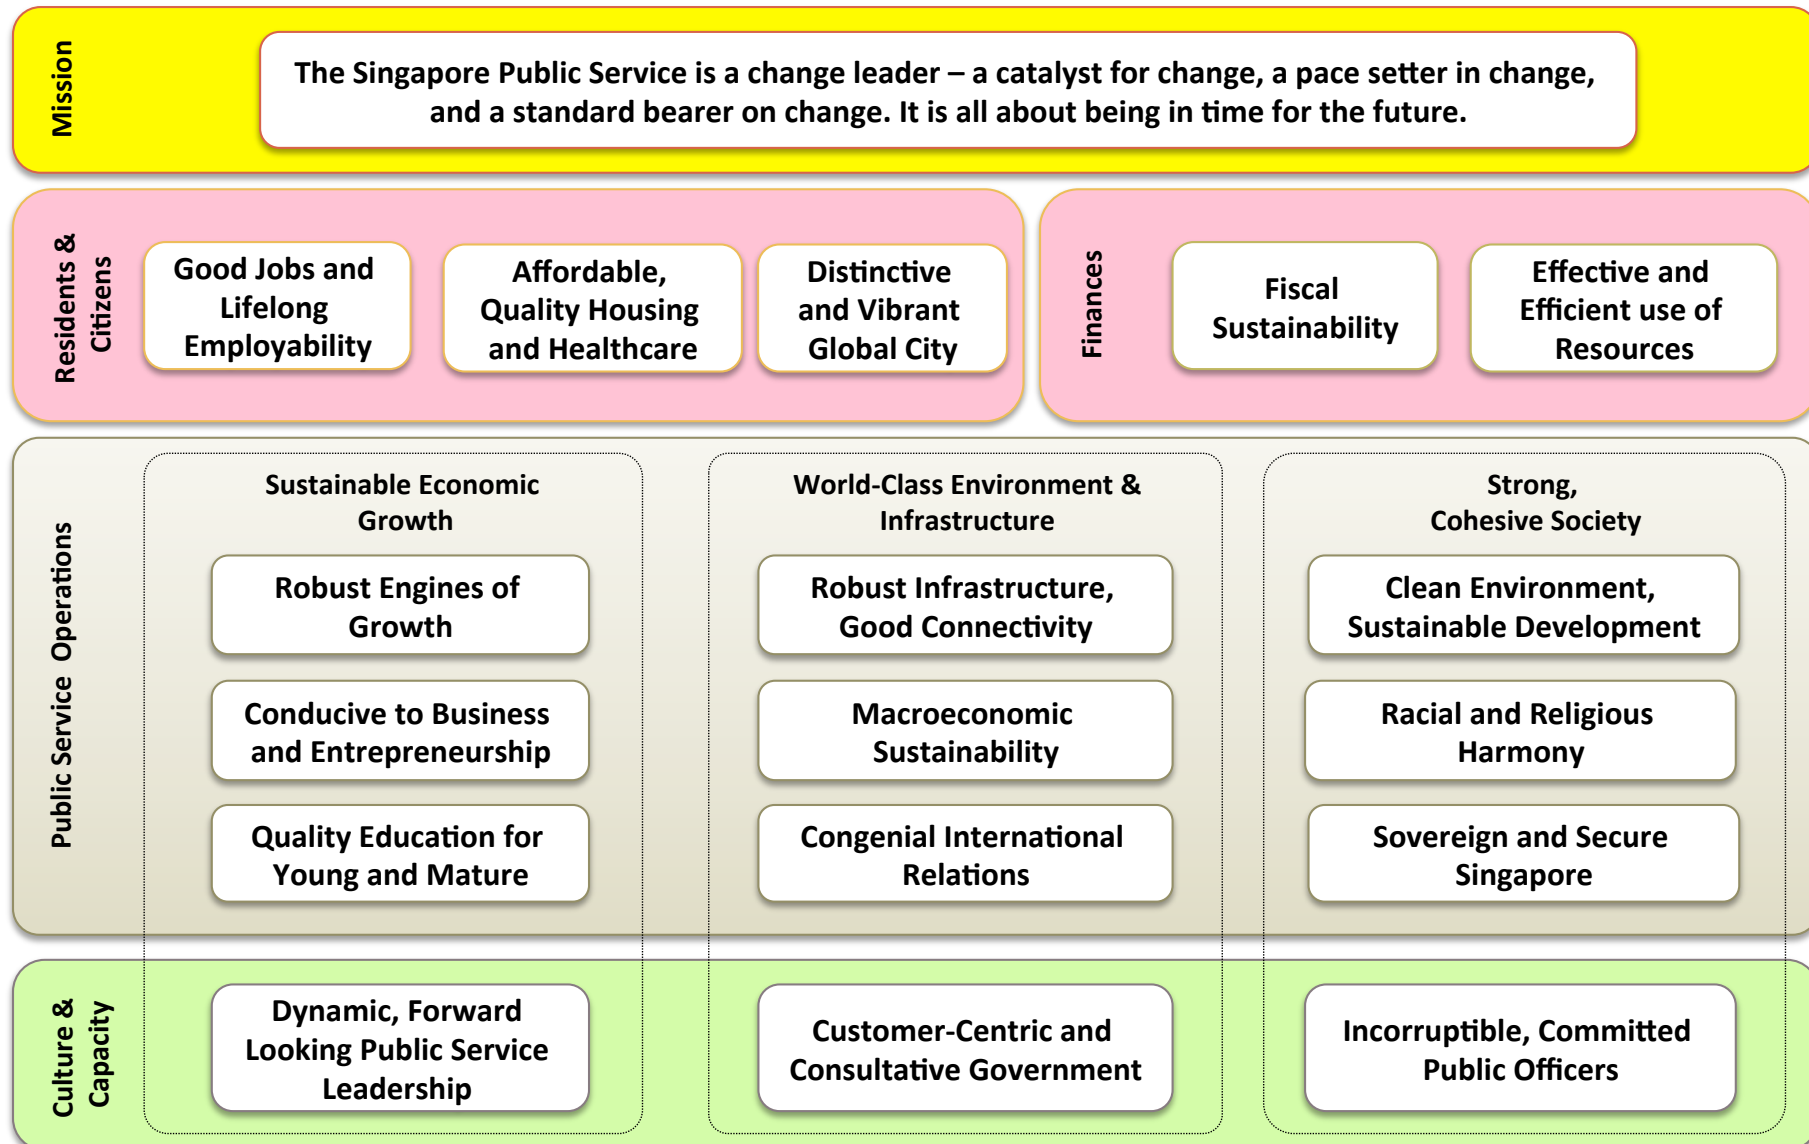 Mission
The Singapore Public Service is a change leader – a catalyst for change, a pace setter in change,
and a standard bearer on change. It is all about being in time for the future.
Residents &
Citizens
Good Jobs and
Lifelong
Employability
Affordable,
Quality Housing
and Healthcare
Distinctive
and Vibrant
Global City
Finances
Fiscal
Sustainability
Effective and
Efficient use of
Resources
Public Service Operations
Sustainable Economic
Growth
Robust Engines of
Growth
Conducive to Business
and Entrepreneurship
Quality Education for
Young and Mature
World-Class Environment &
Infrastructure
Robust Infrastructure,
Good Connectivity
Macroeconomic
Sustainability
Congenial International
Relations
Strong,
Cohesive Society
Clean Environment,
Sustainable Development
Racial and Religious
Harmony
Sovereign and Secure
Singapore
Culture &
Capacity
Dynamic, Forward
Looking Public Service
Leadership
Customer-Centric and
Consultative Government
Incorruptible, Committed
Public Officers